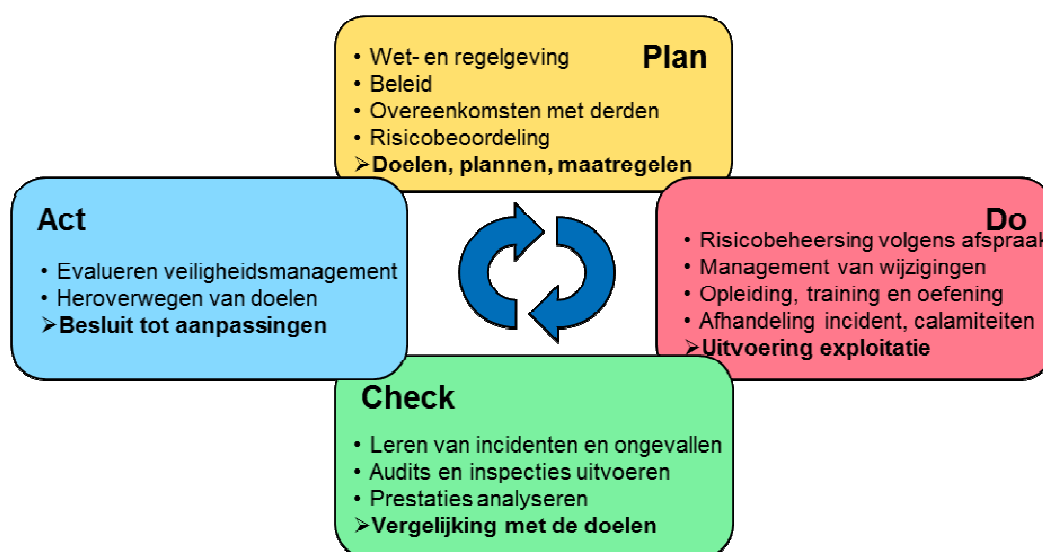 Plan
• Wet- en regelgeving
• Beleid
• Overeenkomsten met derden
• Risicobeoordeling
➢Doelen, plannen, maatregelen
Do
• Risicobeheersing volgens afspraak
• Management van wijzigingen
• Opleiding, training en oefening
• Afhandeling incident, calamiteiten
➢Uitvoering exploitatie
Check
• Leren van incidenten en ongevallen
• Audits en inspecties uitvoeren
• Prestaties analyseren
➢Vergelijking met de doelen
Act
• Evalueren veiligheidsmanagement
• Heroverwegen van doelen
➢Besluit tot aanpassingen